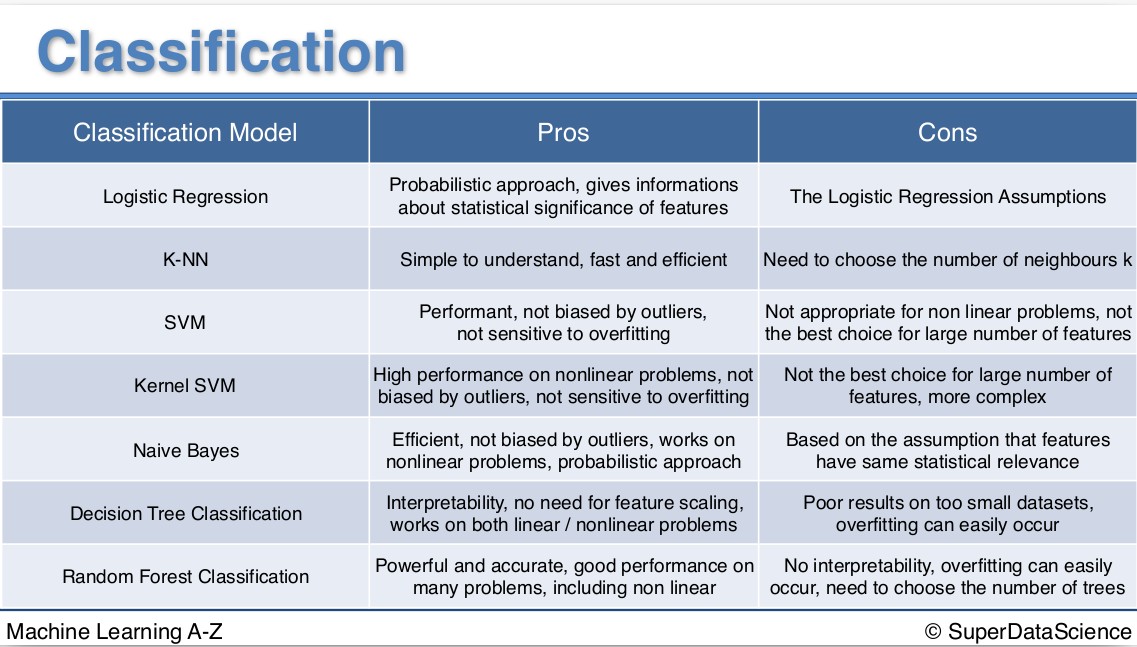 Classification
Classification Model
Pros
Cons
Logistic Regression
Probabilistic approach, gives informations
about statistical significance of features
The Logistic Regression Assumptions
K-NN
Simple to understand, fast and efficient
Need to choose the number of neighbours k
SVM
Performant, not biased by outliers,
not sensitive to overfitting
Not appropriate for non linear problems, not
the best choice for large number of features
Kernel SVM
High performance on nonlinear problems, not
biased by outliers, not sensitive to overfitting
Not the best choice for large number of
features, more complex
Naive Bayes
Efficient, not biased by outliers, works on
nonlinear problems, probabilistic approach
Based on the assumption that features
have same statistical relevance
Decision Tree Classification
Interpretability, no need for feature scaling,
works on both linear / nonlinear problems
Poor results on too small datasets,
overfitting can easily occur
Random Forest Classification
Powerful and accurate, good performance on
many problems, including non linear
No interpretability, overfitting can easily
occur, need to choose the number of trees
Machine Learning A-Z
© SuperDataScience